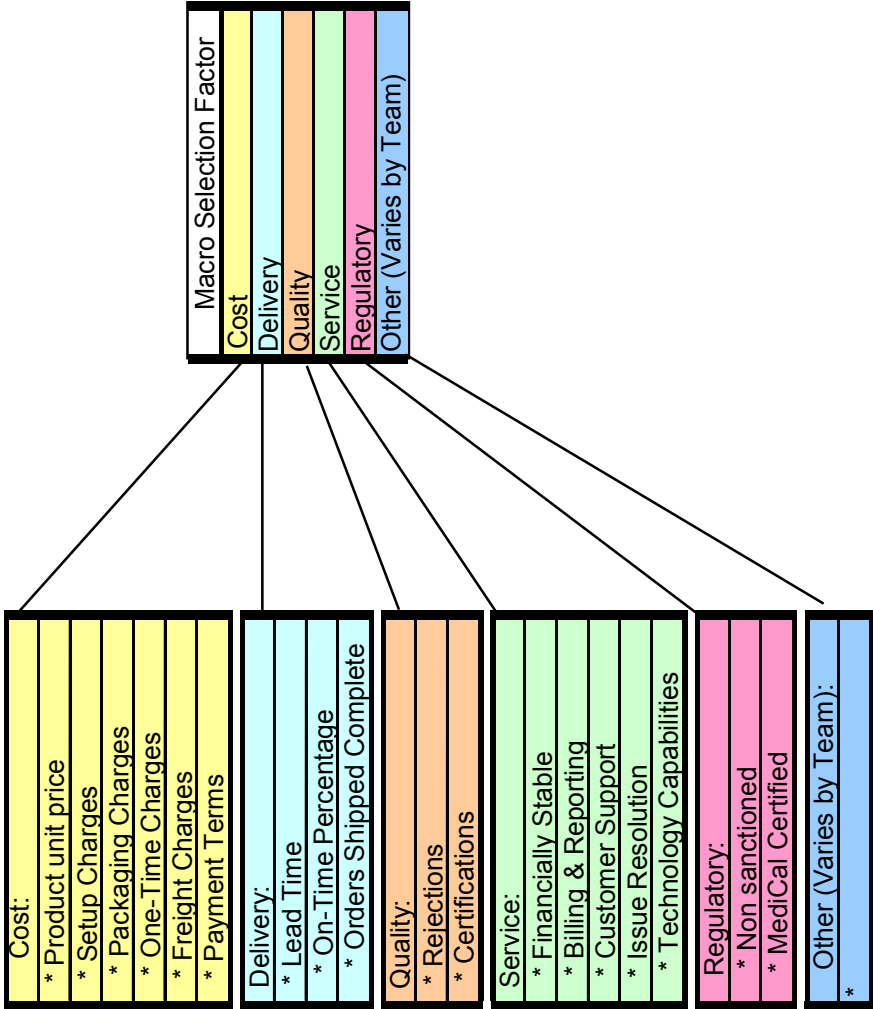 Macro Selection Factor
Cost
Delivery
Quality
Service
Regulatory
Other (Varies by Team)
Cost:
* Product unit price
* Setup Charges
* Packaging Charges
* One-Time Charges
* Freight Charges
* Payment Terms
Delivery:
* Lead Time
* On-Time Percentage
* Orders Shipped Complete
Quality:
* Rejections
* Certifications
Service:
* Financially Stable
* Billing & Reporting
* Customer Support
* Issue Resolution
* Technology Capabilities
Regulatory:
* Non sanctioned
* MediCal Certified
Other (Varies by Team):
*